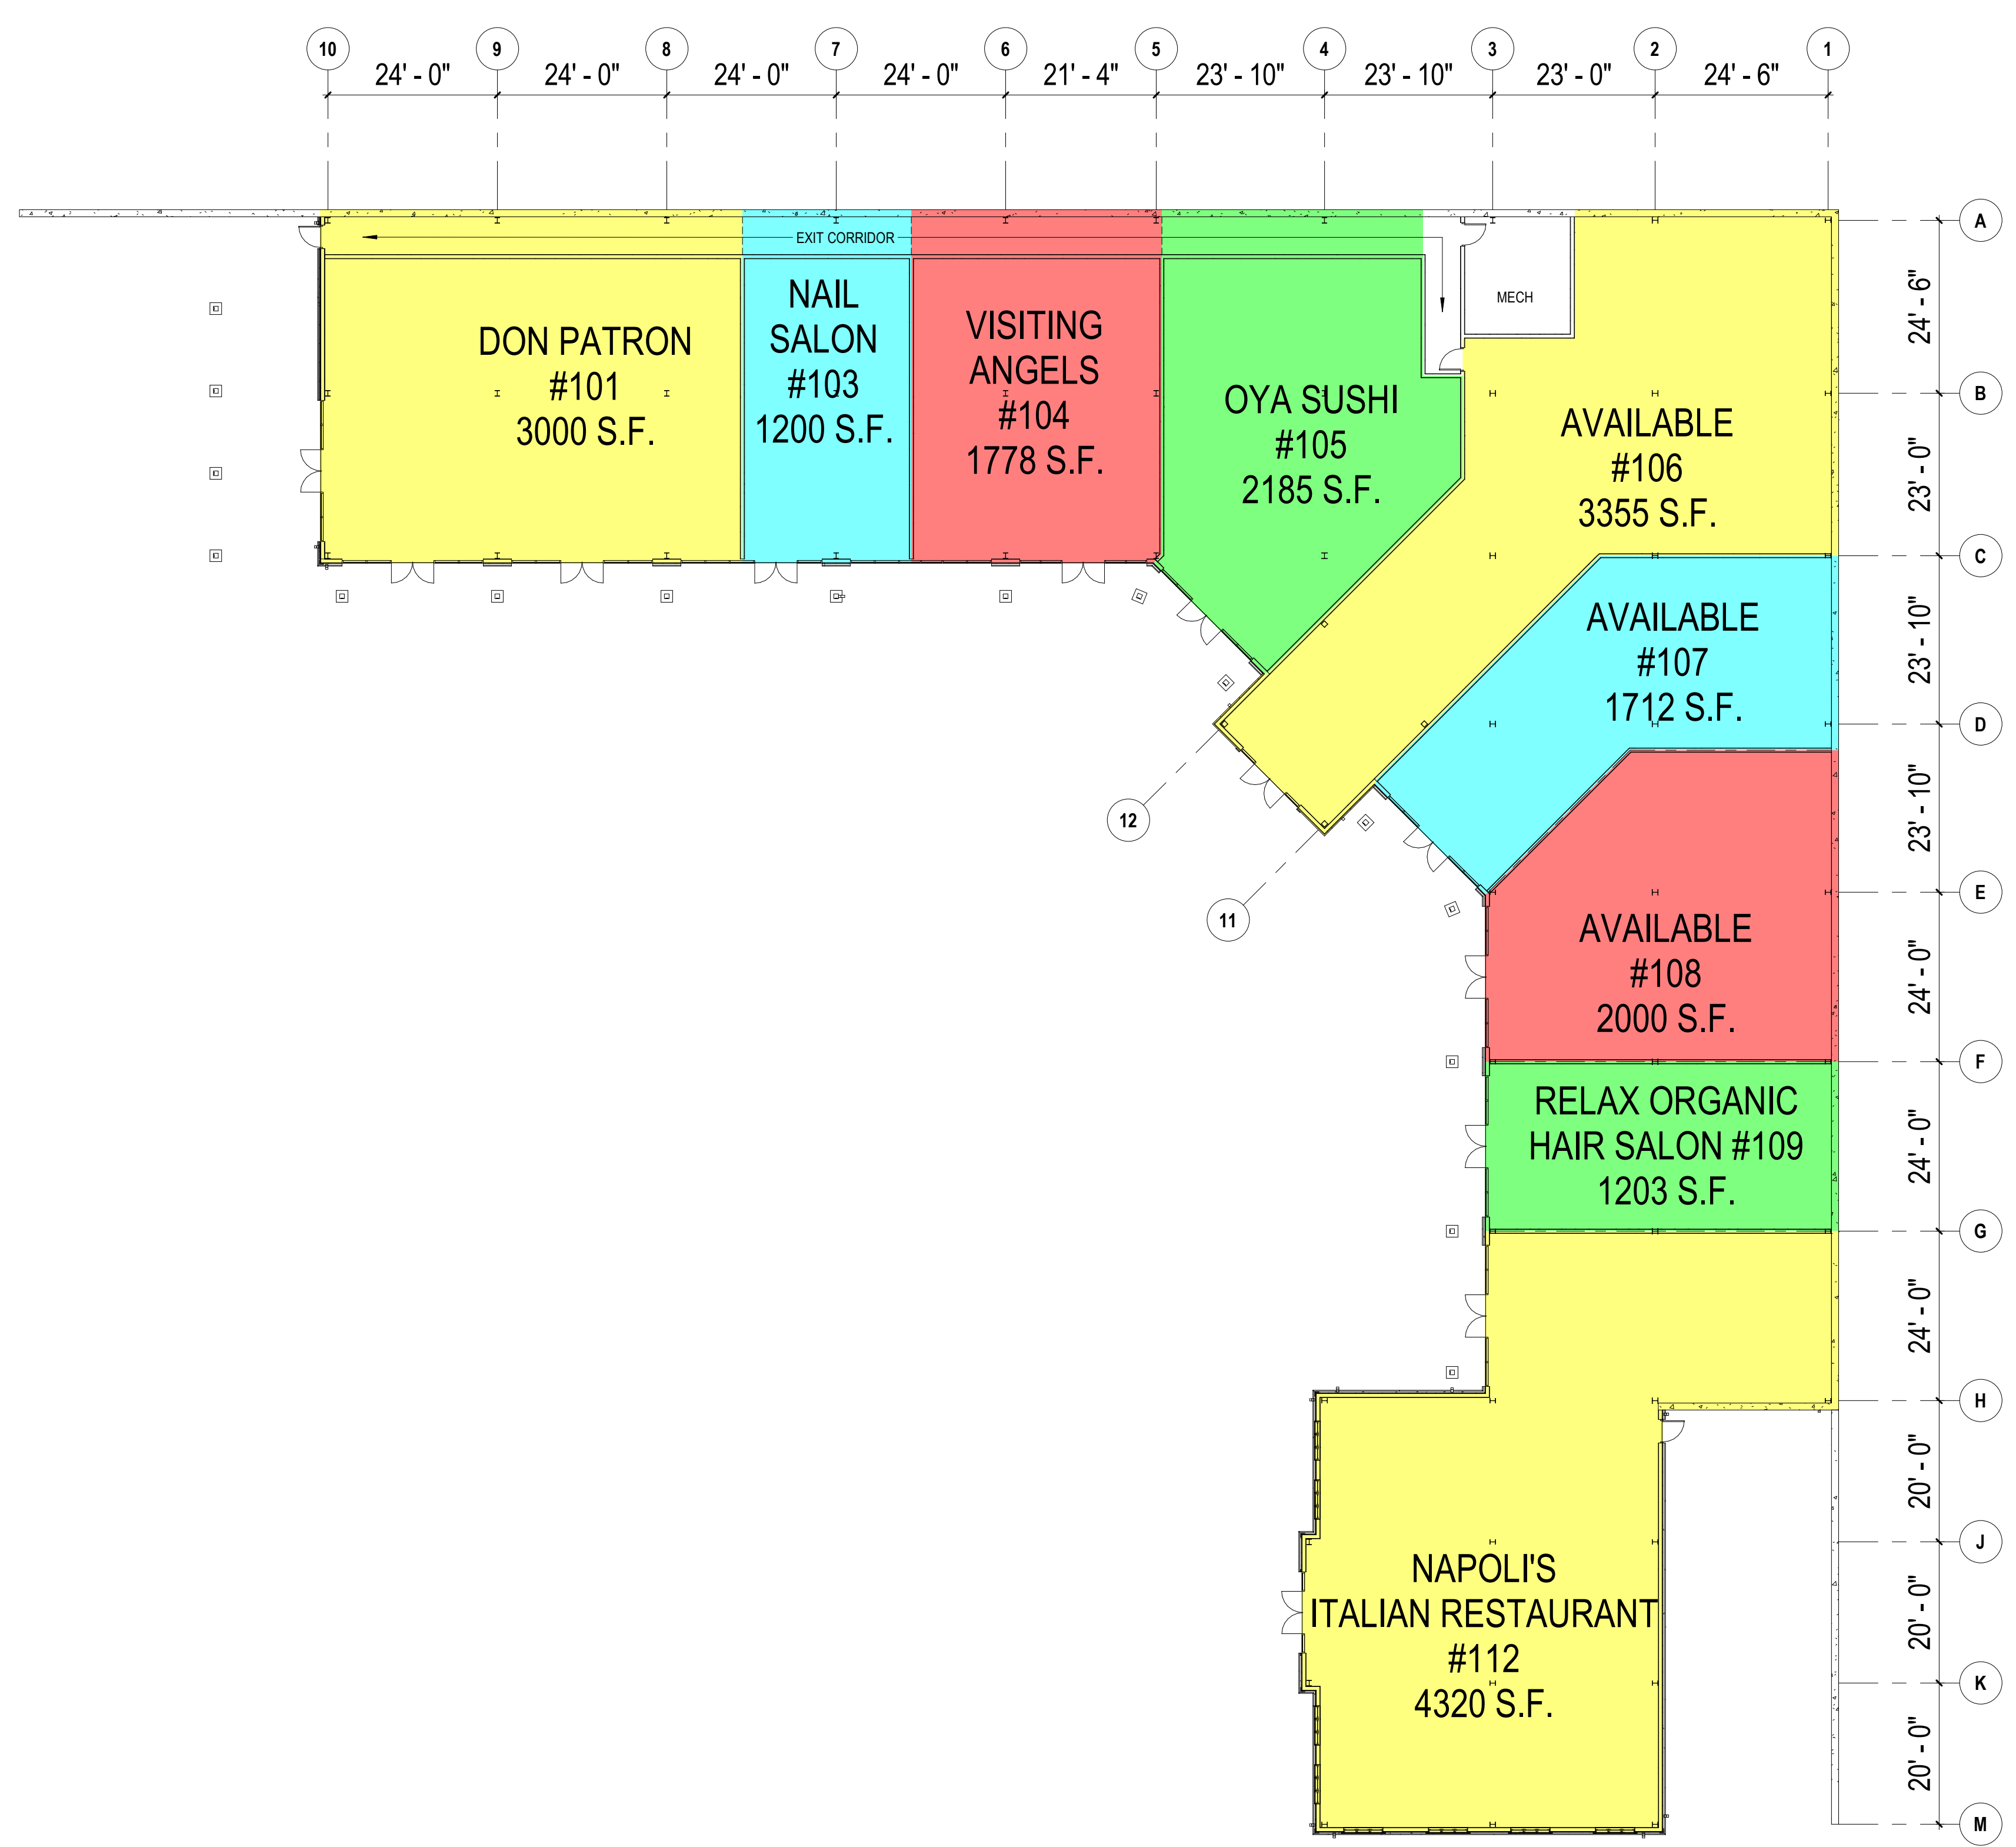 10 9 8 7 6 5 4 3 2 1
24' - 0" 24' - 0" 24' - 0" 24' - 0" 21' - 4" 23' - 10" 23' - 10" 23' - 0" 24' - 6"
EXIT CORRIDOR
MECH
DON PATRON
#101
3000 S.F.
NAIL
SALON
#103
1200 S.F.
VISITING
ANGELS
#104
1778 S.F.
OYA SUSHI
#105
2185 S.F.
AVAILABLE
#106
3355 S.F.
AVAILABLE
#107
1712 S.F.
12
11
AVAILABLE
#108
2000 S.F.
RELAX ORGANIC
HAIR SALON #109
1203 S.F.
NAPOLI'S
ITALIAN RESTAURANT
#112
4320 S.F.
A
24' - 6"
B
23' - 0"
C
23' - 10"
D
23' - 10"
E
24' - 0"
F
24' - 0"
G
24' - 0"
H
20' - 0"
J
20' - 0"
K
20' - 0"
M